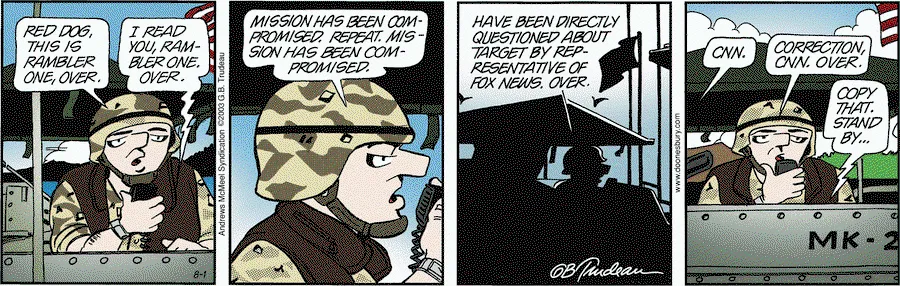 RED DOG,
THIS IS
RAMBLER
ONE, OVER.
I READ
YOU, RAM-
BLER ONE.
OVER.
8-1
Andrews McMeel Syndication ©2003 G.B. Trudeau
MISSION HAS BEEN COM-
PROMISED. REPEAT. MIS-
SION HAS BEEN COM-
PROMISED.
HAVE BEEN DIRECTLY
QUESTIONED ABOUT
TARGET BY REP-
RESENTATIVE OF
FOX NEWS. OVER.
GB Trudeau
www.doonesbury.com
CNN.
CORRECTION,
CNN. OVER.
COPY
THAT.
STAND
BY...
MK-2